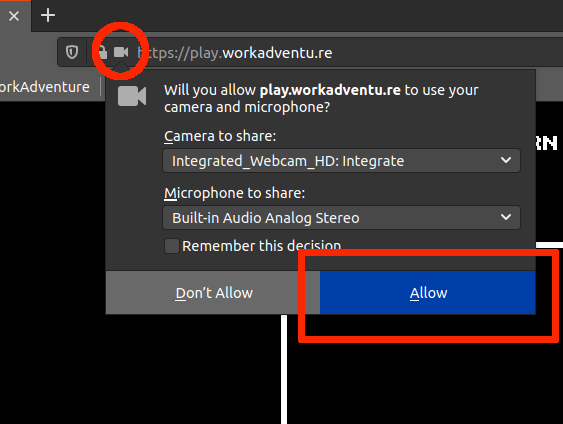 https://play.workadventu.re
orkAdventure
Will you allow play.workadventu.re to use your
camera and microphone?
Camera to share:
Integrated_Webcam_HD: Integrate
Microphone to share:
Built-in Audio Analog Stereo
Remember this decision
Don't Allow
Allow
RN